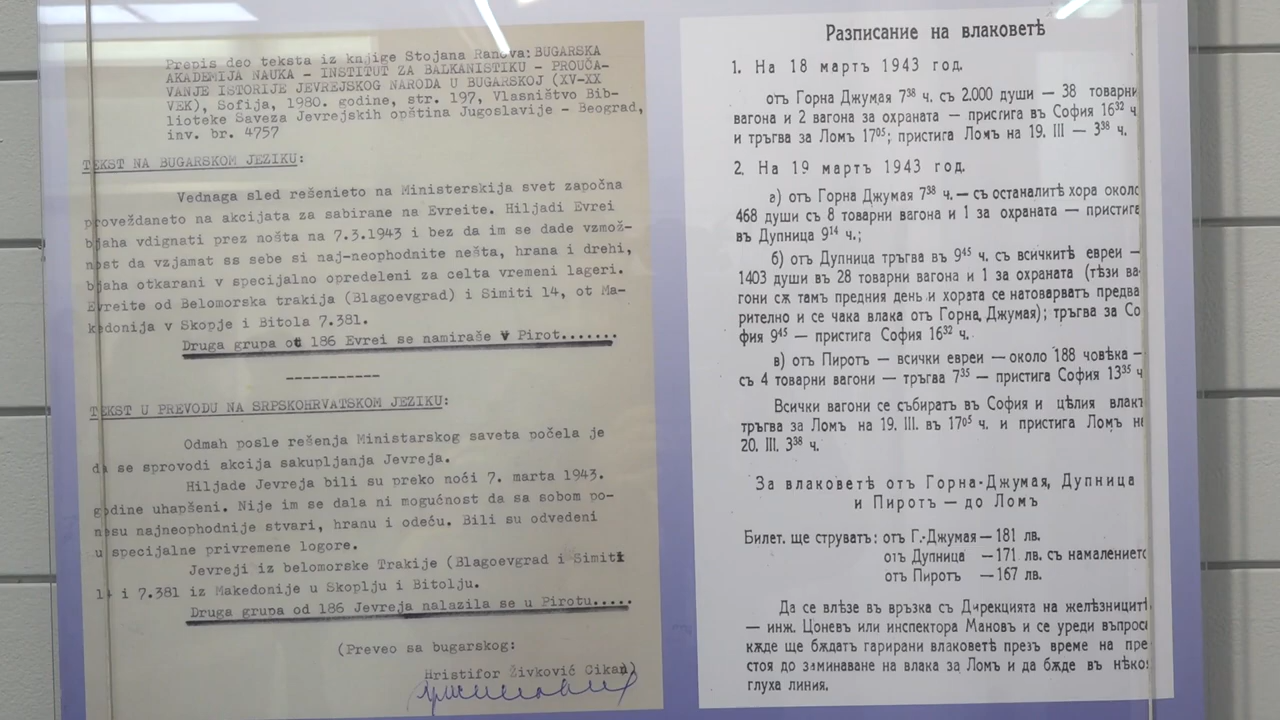 Prepis deo teksta iz knjige Stojana Ranova: BUGARSKA
AKADEMIJA NAUKA - INSTITUT ZA BALKANISTIKU - PROUČA-
VANJE ISTORIJE JEVREJSKOG NARODA U BUGARSKOJ (XV-XX
VEK), Sofija, 1980. godine, str. 197, Vlasništvo Bib-
lioteke Saveza Jevrejskih opština Jugoslavije - Beograd,
inv. br. 4757
TEKST NA BUGARSKOM JEZIKU:
Vednaga sled rešenieto na Ministerskija svet započna
proveždaneto na akcijata za sabirane na Evreite. Hiljadi Evrei
bjaha vdignati prez nošta na 7.3.1943 i bez da im se dade vzmož-
nost da vzjamat ss sebe si naj-neophodnite nešta, hrana i drehi,
bjaha otkarani v specijalno opredeleni za celta vremeni lageri.
Evreite od Belomorska trakija (Blagoevgrad) i Simiti 14, ot Ma-
kedonija v Skopje i Bitola 7.381.
Druga grupa ot 186 Evrei se namiraše v Pirot.......
-----------
TEKST U PREVODU NA SRPSKOHRVATSKOM JEZIKU:
Odmah posle rešenja Ministarskog saveta počela je
da se sprovodi akcija sakupljanja Jevreja.
Hiljade Jevreja bili su preko noći 7. marta 1943.
godine uhapšeni. Nije im se dala ni mogućnost da sa sobom po-
nesu najneophodnije stvari, hranu i odeću. Bili su odvedeni
u specijalne privremene logore.
Jevreji iz belomorske Trakije (Blagoevgrad i Simiti
14 i 7.381 iz Makedonije u Skoplju i Bitolju.
Druga grupa od 186 Jevreja nalazila se u Pirotu.....
(Preveo sa bugarskog:
Hristifor Živković Cikan)
Разписание на влаковетѣ
1. На 18 мартъ 1943 год.
отъ Горна Джумая 7³⁸ ч. съ 2.000 души — 38 товарни
вагона и 2 вагона за охраната — пристига въ София 16³² ч
и тръгва за Ломъ 17⁰⁵; пристига Ломъ на 19. III — 3³⁸ ч.
2. На 19 мартъ 1943 год.
а) отъ Горна Джумая 7³⁸ ч. — съ останалитѣ хора около
468 души съ 8 товарни вагона и 1 за охраната — пристига
въ Дупница 9¹⁴ ч.;
б) отъ Дупница тръгва въ 9⁴⁵ ч. съ всичкитѣ евреи —
1403 души въ 28 товарни вагона и 1 за охраната (тѣзи ва-
гони сѫ тамъ предния день и хората се натоварватъ предва
рително и се чака влака отъ Горна Джумая); тръгва за Со
фия 9⁴⁵ — пристига София 16³² ч.
в) отъ Пиротъ — всички евреи — около 188 човѣка —
съ 4 товарни вагони — тръгва 7³⁵ — пристига София 13³⁵ ч
Всички вагони се събиратъ въ София и цѣлия влакъ
тръгва за Ломъ на 19. III. въ 17⁰⁵ ч. и пристига Ломъ на
20. III. 3³⁸ ч.
За влаковетѣ отъ Горна-Джумая, Дупница
и Пиротъ — до Ломъ
Билет. ще струватъ: отъ Г.-Джумая — 181 лв.
отъ Дупница — 171 лв. съ намалението
отъ Пиротъ — 167 лв.
Да се влѣзе въ връзка съ Дирекцията на желѣзницитѣ
— инж. Цоневъ или инспектора Мановъ и се уреди въпроса
кѫде ще бѫдатъ гарирани влаковетѣ презъ време на пре
стоя до заминаване на влака за Ломъ и да бѫде въ нѣкоя
глуха линия.